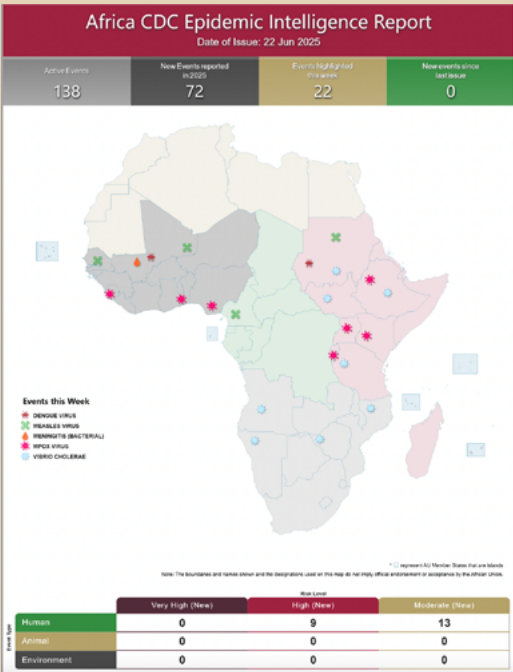 Africa CDC Epidemic Intelligence Report
Date of Issue: 22 Jun 2025
Active Events
138
New Events reported
in 2025
72
Events highlighted
this week
22
New events since
last issue
0
Events this Week
DENGUE VIRUS
MEASLES VIRUS
MENINGITIS (BACTERIAL)
MPOX VIRUS
VIBRIO CHOLERAE
* represent AU Member States that are islands
Note: The boundaries and names shown and the designations used on this map do not imply official endorsement or acceptance by the African Union.
Risk Level
Very High (New) High (New) Moderate (New)
Event Type
Human 0 9 13
Animal 0 0 0
Environment 0 0 0